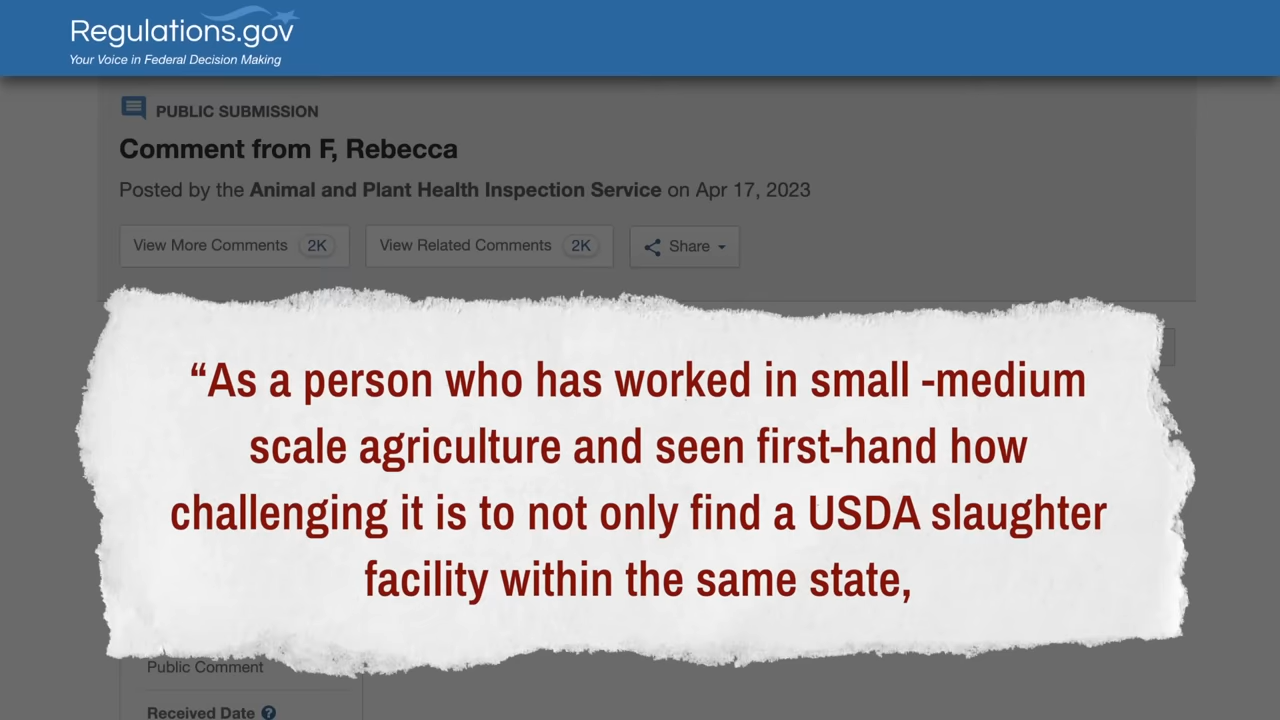 Regulations.gov
Your Voice in Federal Decision Making
PUBLIC SUBMISSION
Comment from F, Rebecca
Posted by the Animal and Plant Health Inspection Service on Apr 17, 2023
View More Comments 2K View Related Comments 2K Share
“As a person who has worked in small -medium
scale agriculture and seen first-hand how
challenging it is to not only find a USDA slaughter
facility within the same state,
Public Comment
Received Date ?